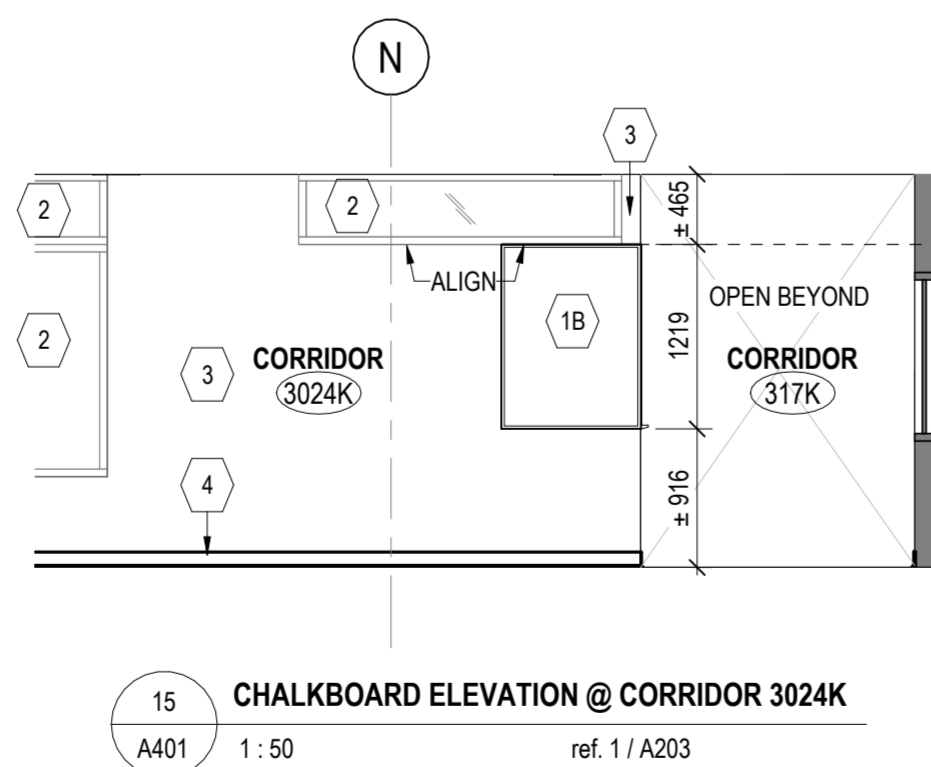 N
3
2
2
± 465
ALIGN
1B
OPEN BEYOND
2
1219
CORRIDOR
3024K
3
CORRIDOR
317K
4
± 916
15
CHALKBOARD ELEVATION @ CORRIDOR 3024K
A401
1 : 50
ref. 1 / A203